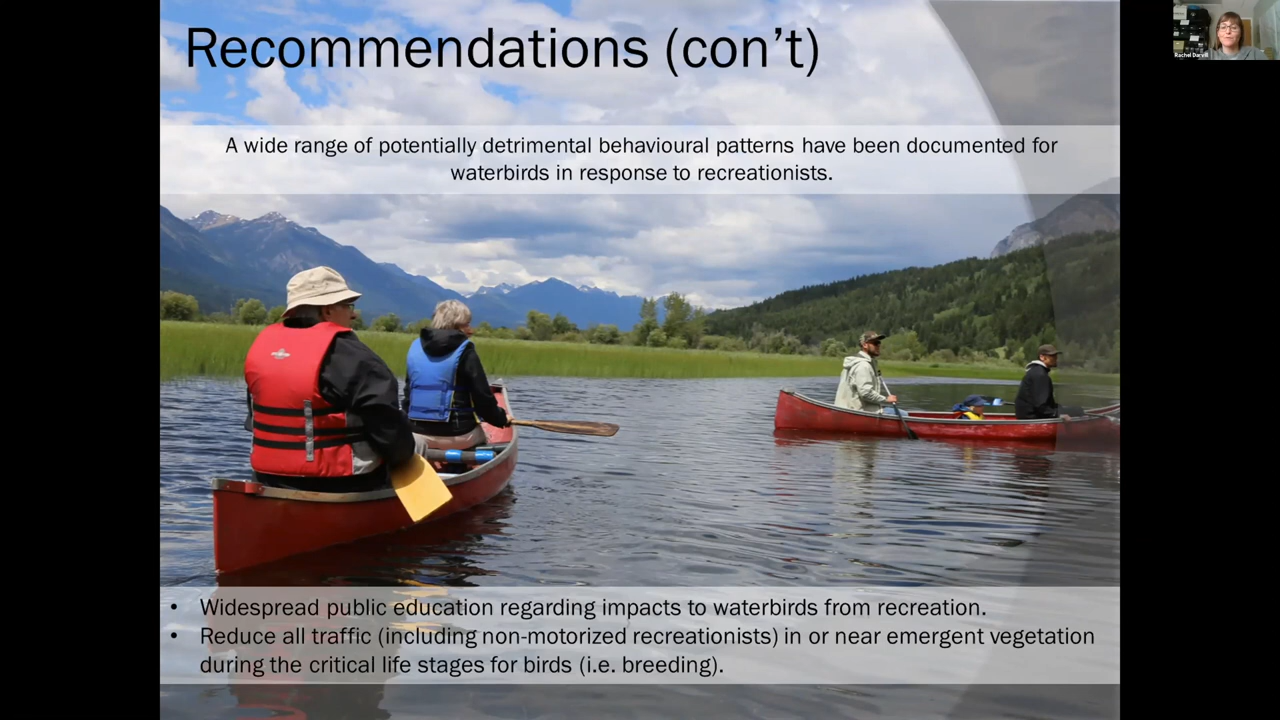 Recommendations (con’t)
A wide range of potentially detrimental behavioural patterns have been documented for
waterbirds in response to recreationists.
• Widespread public education regarding impacts to waterbirds from recreation.
• Reduce all traffic (including non-motorized recreationists) in or near emergent vegetation
during the critical life stages for birds (i.e. breeding).
Rachel